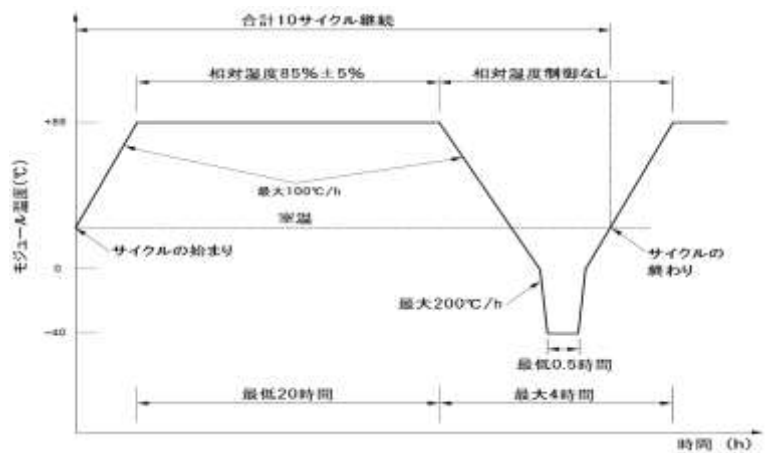 合計10サイクル継続
相対湿度85%±5%
相対湿度制御なし
+85
最大100℃/h
室温
モジュール温度(℃)
サイクルの始まり
サイクルの
終わり
0
最大200℃/h
-40
最低0.5時間
最低20時間
最大4時間
時間 (h)